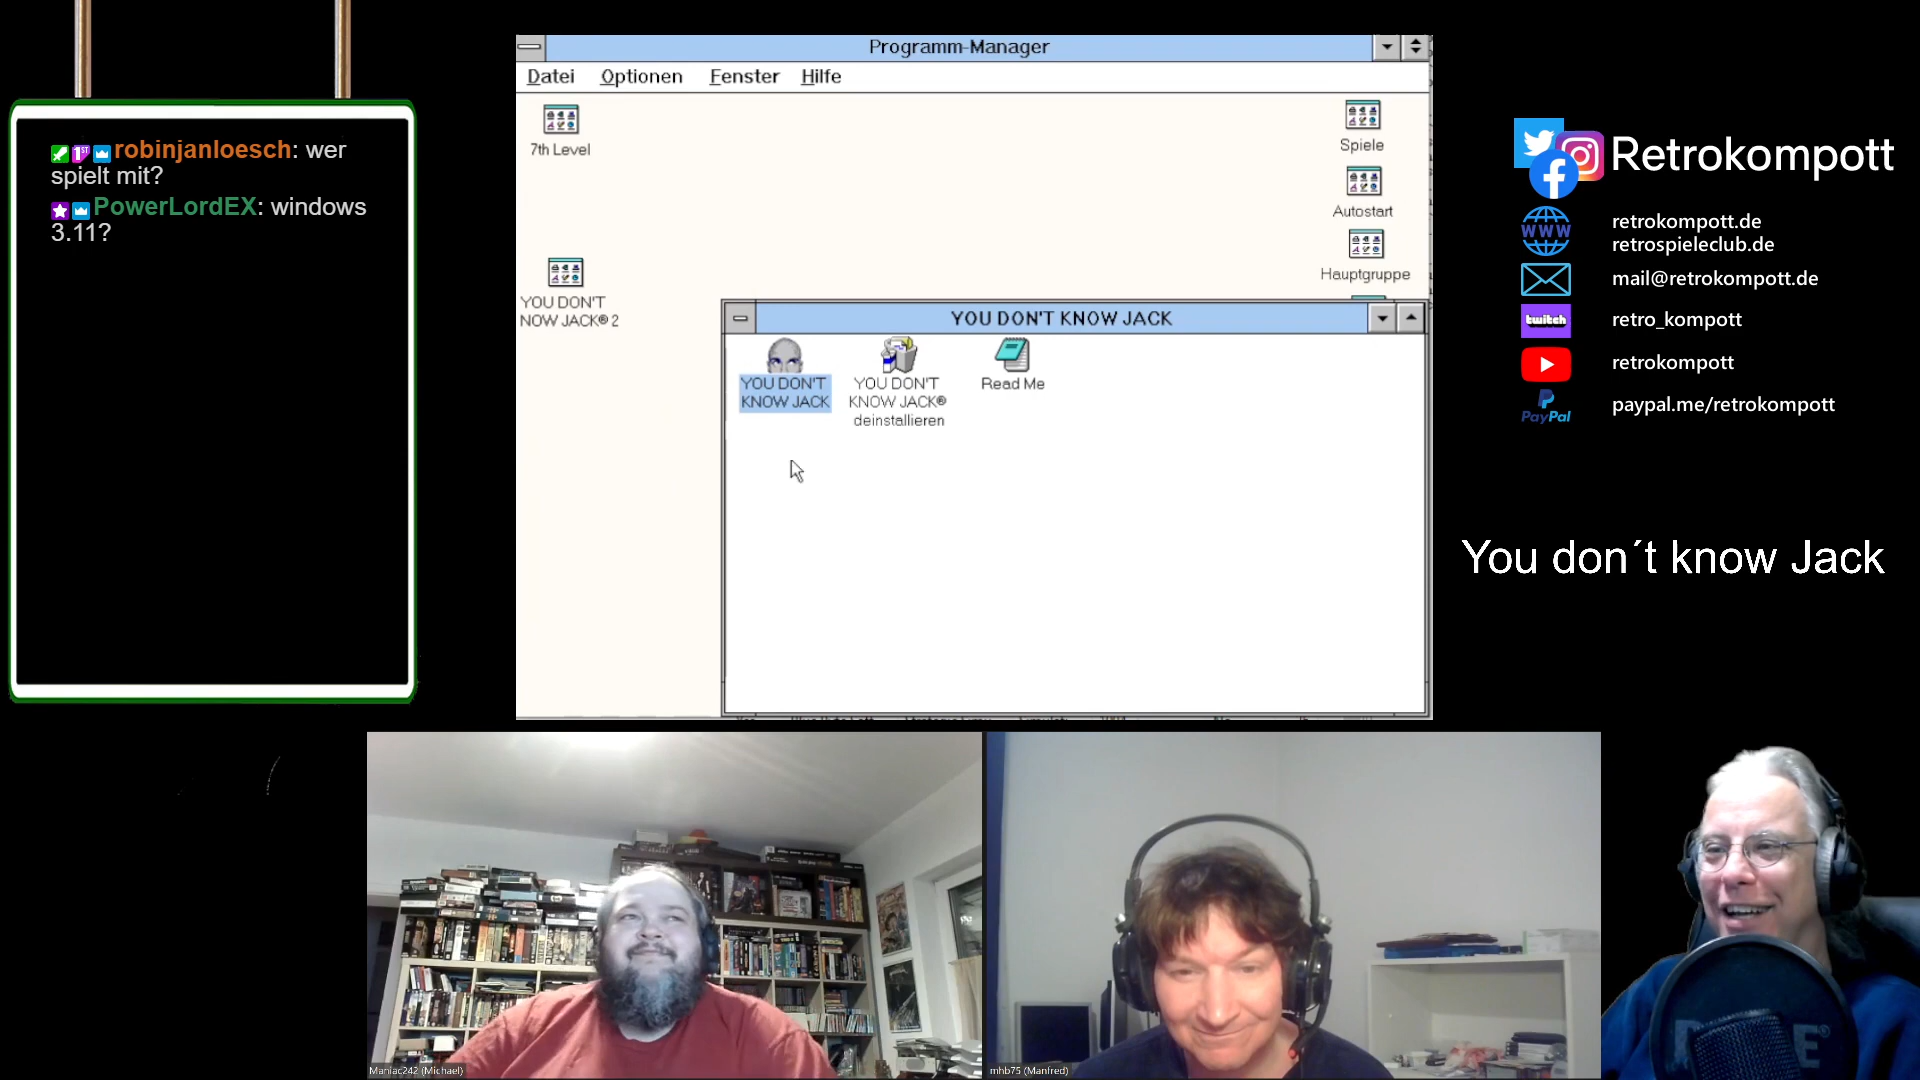 robinjanloesch: wer
spielt mit?
PowerLordEX: windows
3.11?
Programm-Manager
Datei Optionen Fenster Hilfe
7th Level
YOU DON'T
NOW JACK® 2
Spiele
Autostart
Hauptgruppe
YOU DON'T KNOW JACK
YOU DON'T
KNOW JACK
YOU DON'T
KNOW JACK®
deinstallieren
Read Me
Retrokompott
WWW
retrokompott.de
retrospieleclub.de
mail@retrokompott.de
twitch
retro_kompott
retrokompott
PayPal
paypal.me/retrokompott
You don´t know Jack
Maniac242 (Michael)
mhb75 (Manfred)